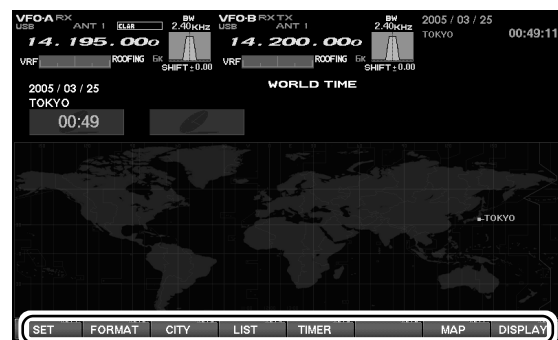 VFO-A RX
USB ANT 1 CLAR
BW
2.40KHz
14.195.000
VRF ROOFING 6K
SHIFT±0.00
VFO-B RXTX
USB ANT 1
BW
2.40KHz
14.200.000
VRF ROOFING 6K
SHIFT±0.00
2005 / 03 / 25
TOKYO 00:49:11
WORLD TIME
2005 / 03 / 25
TOKYO
00:49
TOKYO
SET FORMAT CITY LIST TIMER MAP DISPLAY